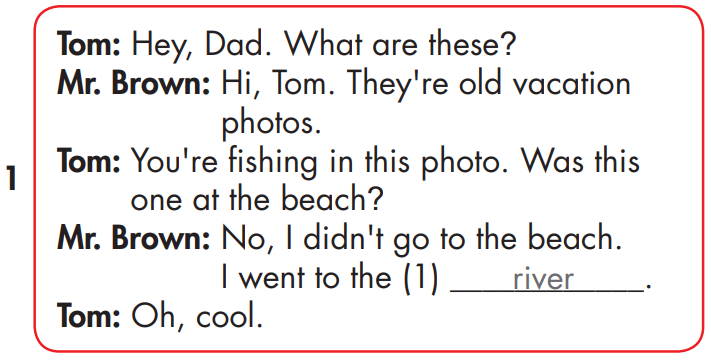 Tom: Hey, Dad. What are these?
Mr. Brown: Hi, Tom. They're old vacation
photos.
1
Tom: You're fishing in this photo. Was this
one at the beach?
Mr. Brown: No, I didn't go to the beach.
I went to the (1) ____river____.
Tom: Oh, cool.